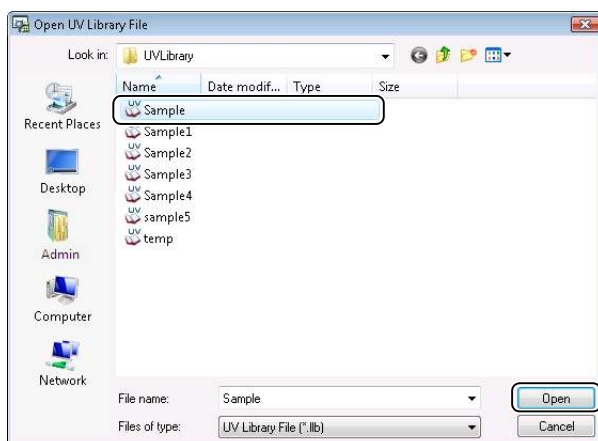 Open UV Library File
Look in: UVLibrary
Name Date modif... Type Size
Sample
Sample1
Sample2
Sample3
Sample4
sample5
temp
Recent Places
Desktop
Admin
Computer
Network
File name: Sample Open
Files of type: UV Library File (*.llb) Cancel